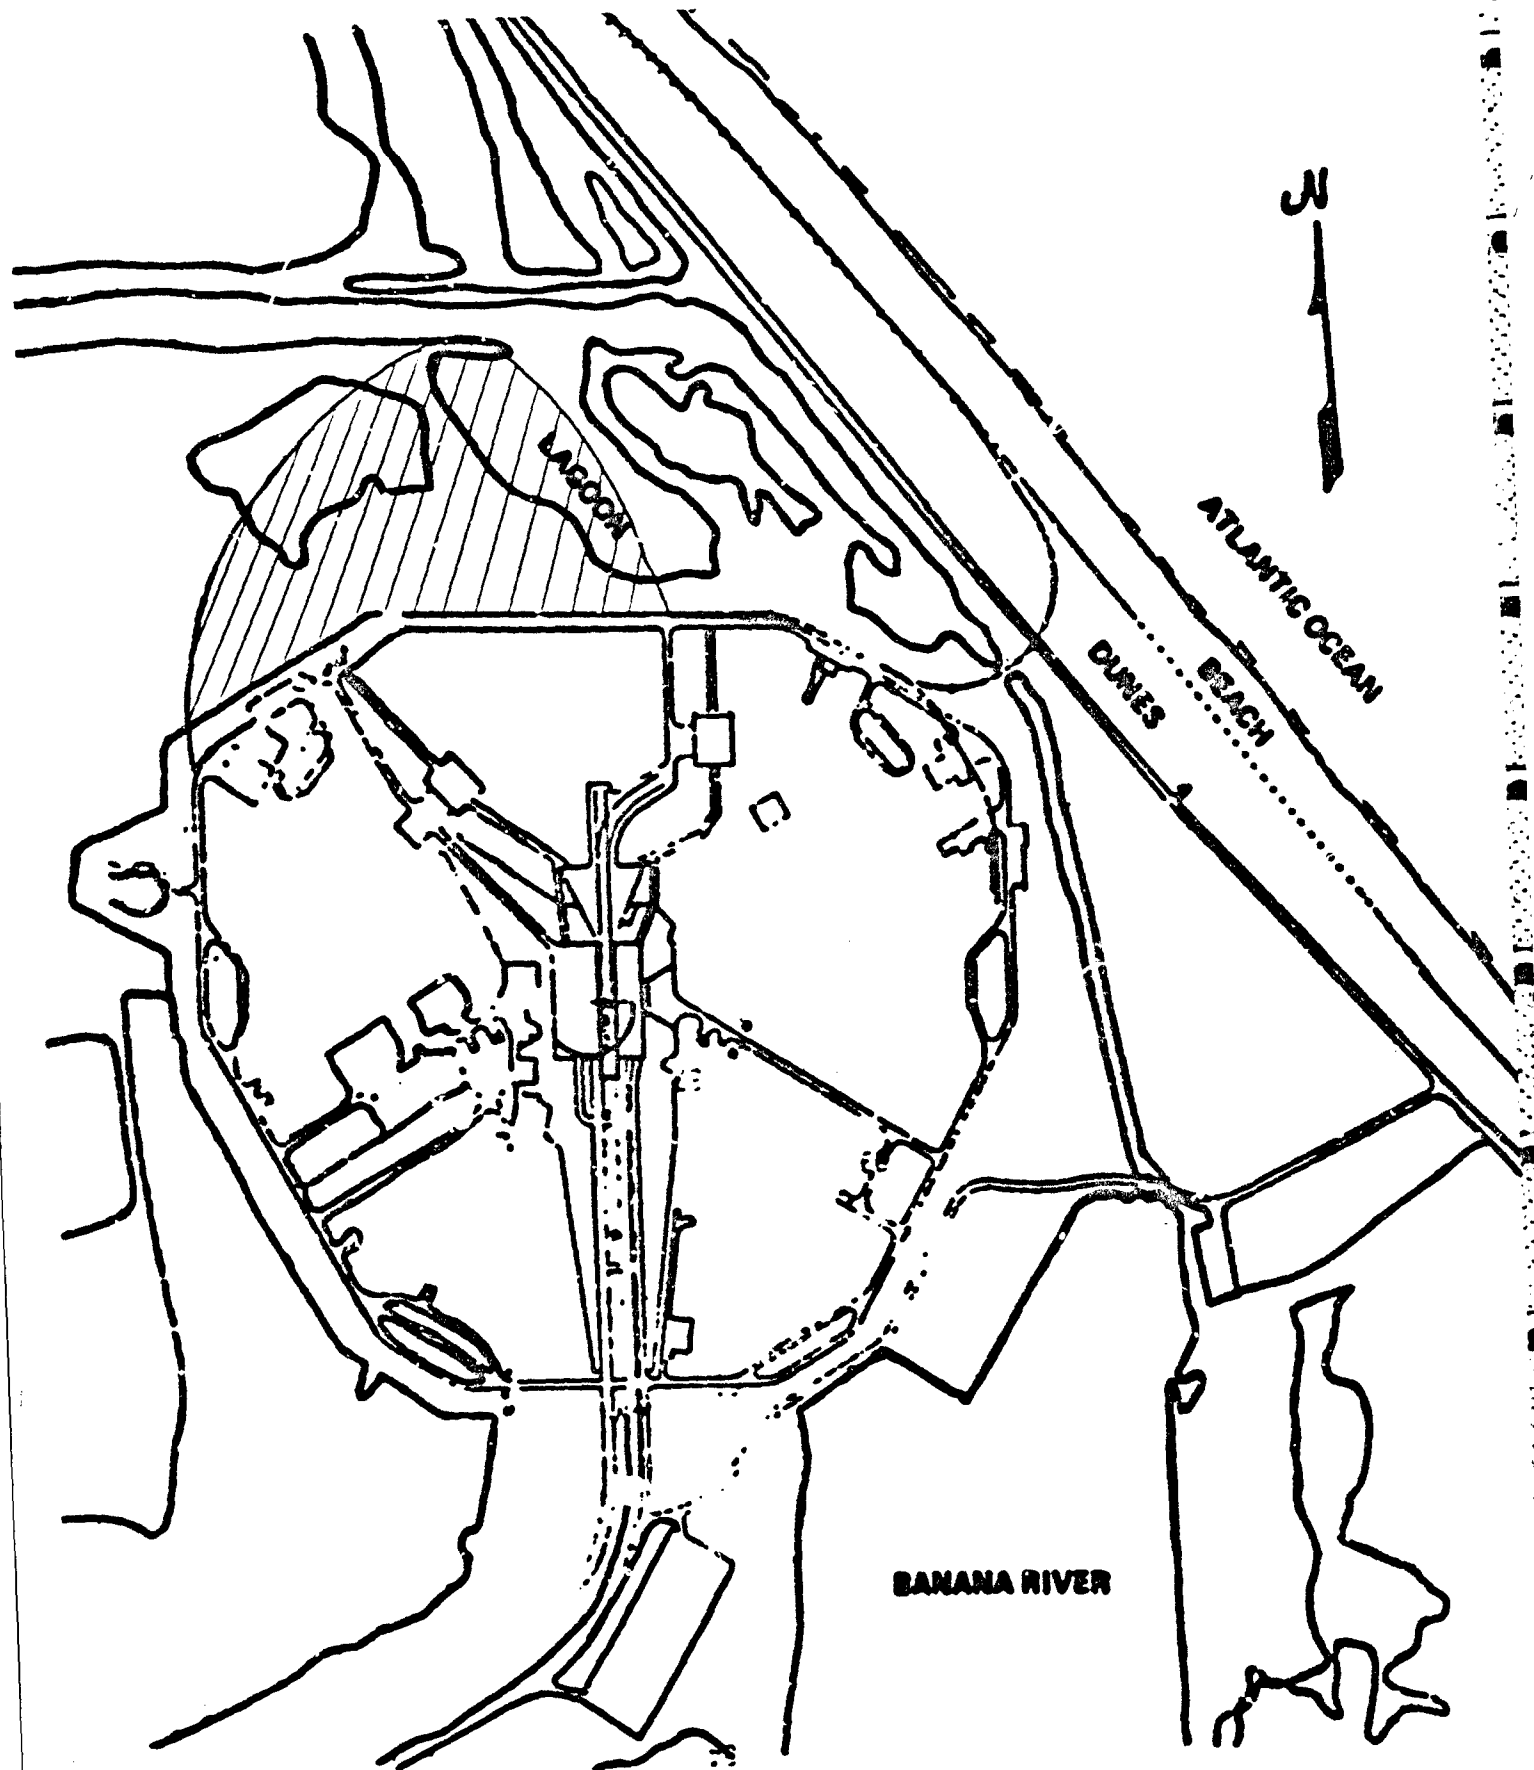 N
LAGOON
ATLANTIC OCEAN
DUNES
BEACH
BANANA RIVER